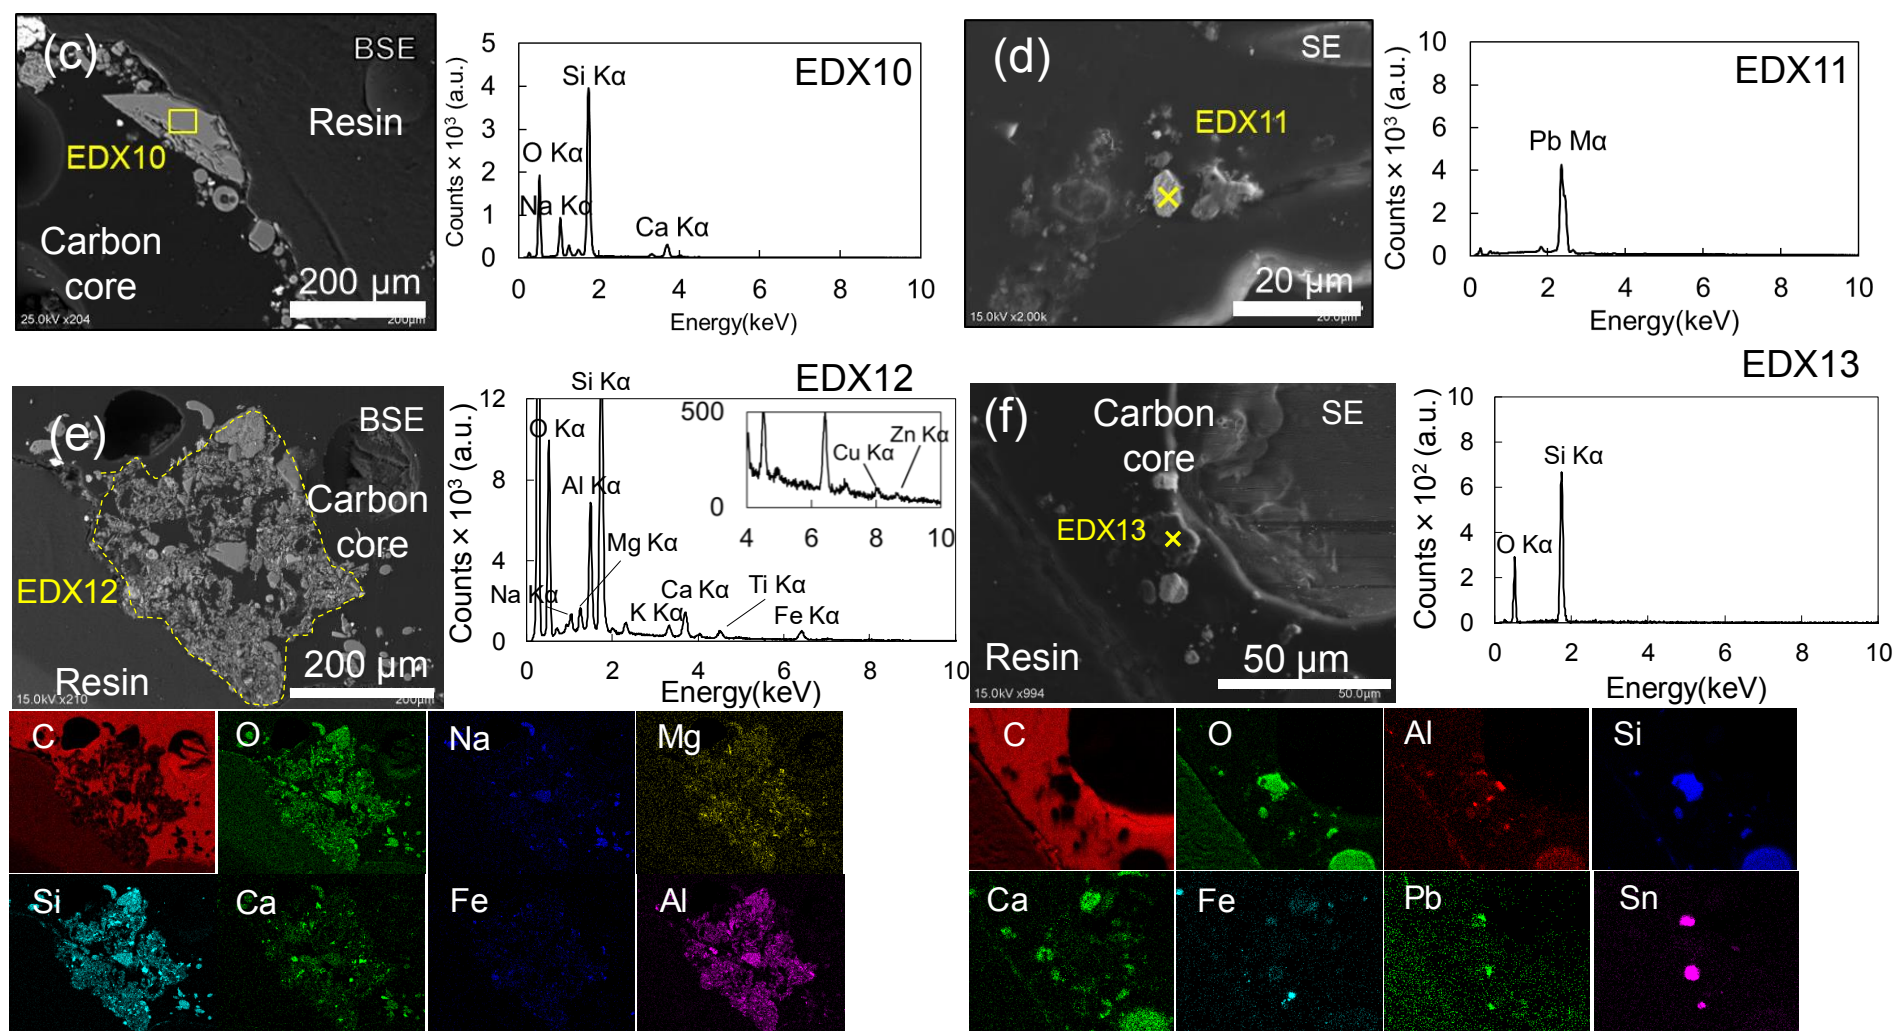 (c)
BSE
EDX10
Resin
Carbon
core
200 μm
25.0kV x204
200μm
EDX10
Counts × 10³ (a.u.)
5
4
3
2
1
0
Si Kα
O Kα
Na Kα
Ca Kα
0 2 4 6 8 10
Energy(keV)
(d)
SE
EDX11
20 μm
15.0kV x2.00k
20.0μm
EDX11
Counts × 10³ (a.u.)
10
8
6
4
2
0
Pb Mα
0 2 4 6 8 10
Energy(keV)
(e)
BSE
Carbon
core
EDX12
Resin
200 μm
15.0kV x210
200μm
EDX12
Counts × 10³ (a.u.)
12
8
4
0
Si Kα
O Kα
Al Kα
Mg Kα
Na Kα
K Kα
Ca Kα
Ti Kα
Fe Kα
500
0
Cu Kα
Zn Kα
4 6 8 10
0 2 4 6 8 10
Energy(keV)
(f)
Carbon
core
SE
EDX13
Resin
50 μm
15.0kV x994
50.0μm
EDX13
Counts × 10² (a.u.)
10
8
6
4
2
0
Si Kα
O Kα
0 2 4 6 8 10
Energy(keV)
C O Na Mg
Si Ca Fe Al
C O Al Si
Ca Fe Pb Sn